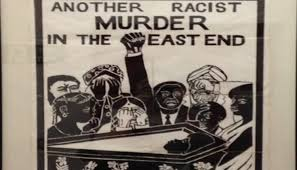 ANOTHER RACIST
MURDER
IN THE EAST END